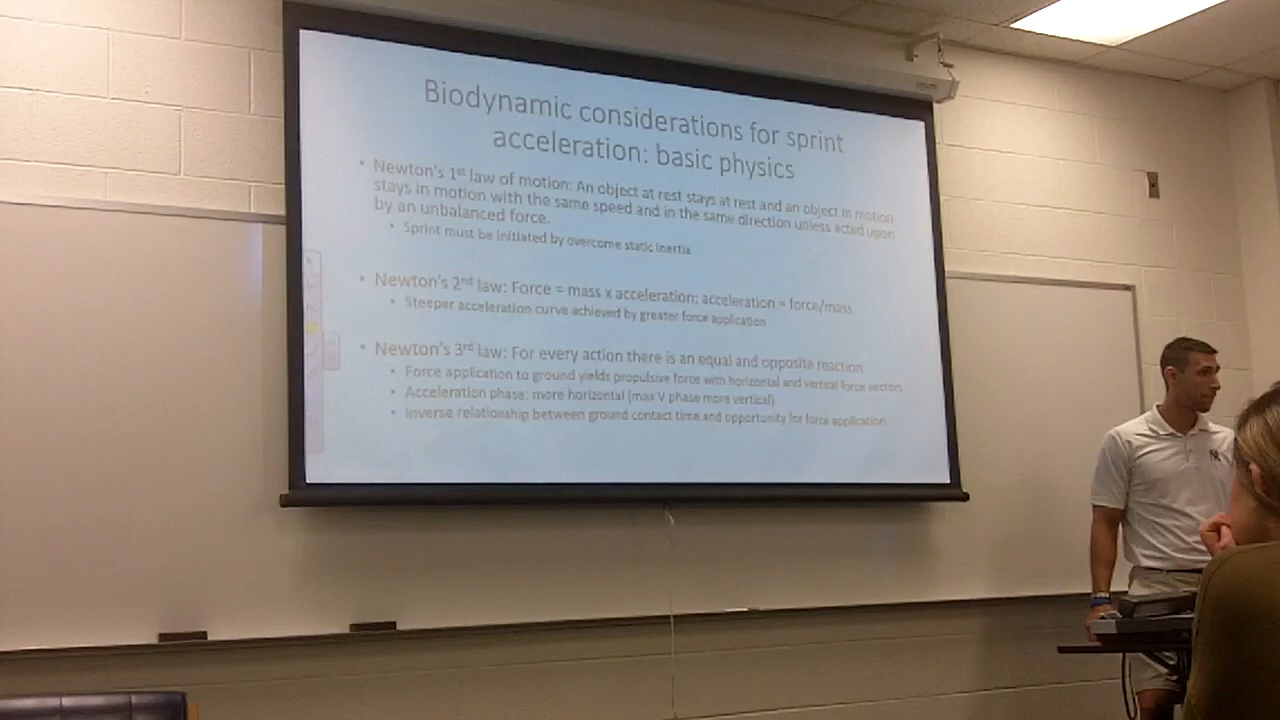 Biodynamic considerations for sprint
acceleration: basic physics
• Newton's 1st law of motion: An object at rest stays at rest and an object in motion
stays in motion with the same speed and in the same direction unless acted upon
by an unbalanced force.
• Sprint must be initiated by overcome static inertia
• Newton's 2nd law: Force = mass x acceleration; acceleration = force/mass
• Steeper acceleration curve achieved by greater force application
• Newton's 3rd law: For every action there is an equal and opposite reaction
• Force application to ground yields propulsive force with horizontal and vertical force vectors
• Acceleration phase: more horizontal (max V phase more vertical)
• Inverse relationship between ground contact time and opportunity for force application